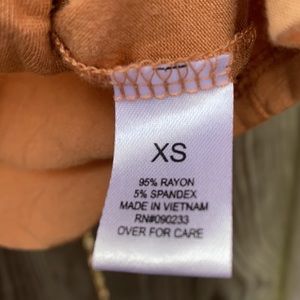 XS
95% RAYON
5% SPANDEX
MADE IN VIETNAM
RN#090233
OVER FOR CARE